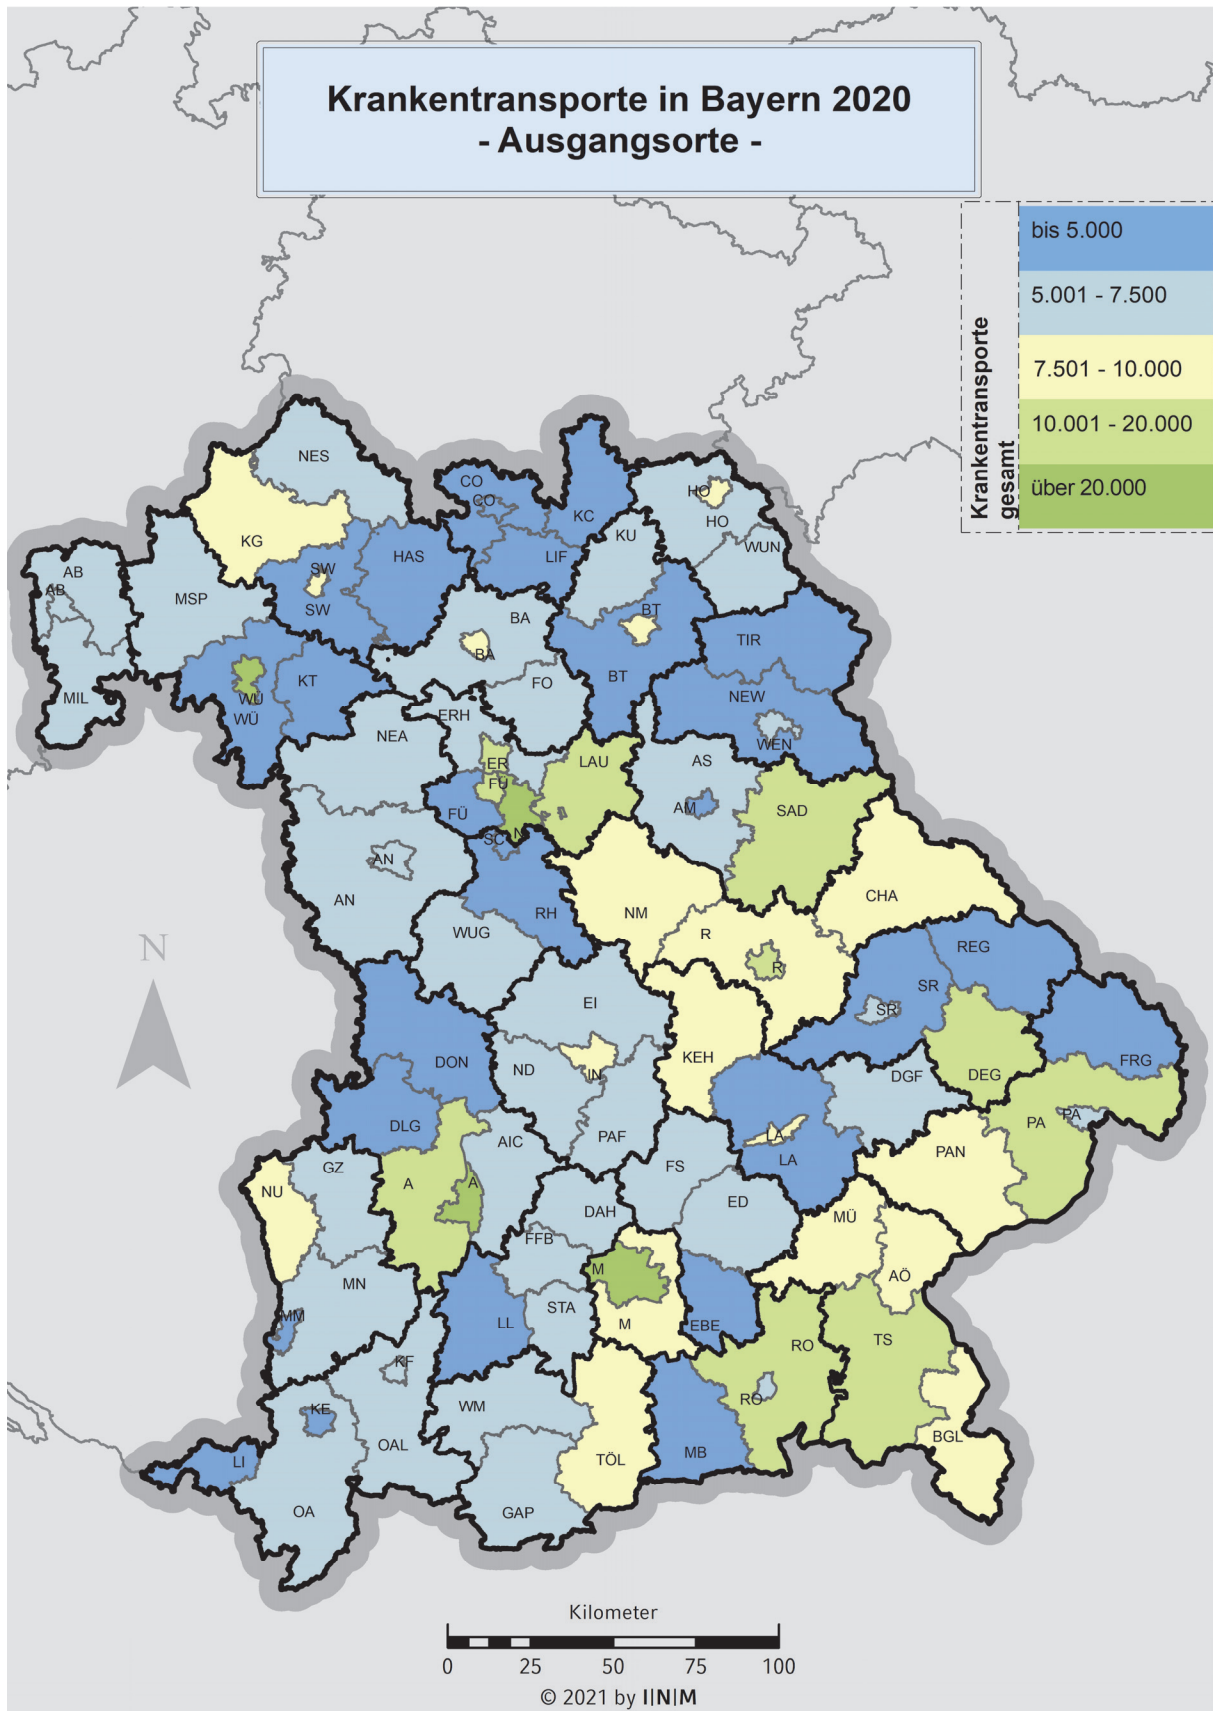 Krankentransporte in Bayern 2020
- Ausgangsorte -
Krankentransporte
gesamt
bis 5.000
5.001 - 7.500
7.501 - 10.000
10.001 - 20.000
über 20.000
NES
CO
CO
KC
HO
HO
KG
KU
WUN
AB
AB
MSP
SW
SW
HAS
LIF
BA
BA
BT
BT
TIR
MIL
WÜ
WÜ
KT
FO
NEW
WEN
ERH
NEA
ER
FÜ
FÜ
LAU
AS
AM
SAD
N
SC
AN
AN
RH
NM
CHA
WUG
R
R
REG
SR
SR
N
EI
KEH
DON
ND
IN
DGF
DEG
FRG
DLG
AIC
PAF
LA
LA
PA
PA
GZ
FS
PAN
NU
A
A
DAH
ED
MÜ
FFB
M
AÖ
MN
MM
LL
STA
M
EBE
RO
TS
KF
KE
WM
RO
OAL
TÖL
MB
BGL
LI
OA
GAP
Kilometer
0 25 50 75 100
© 2021 by I|N|M